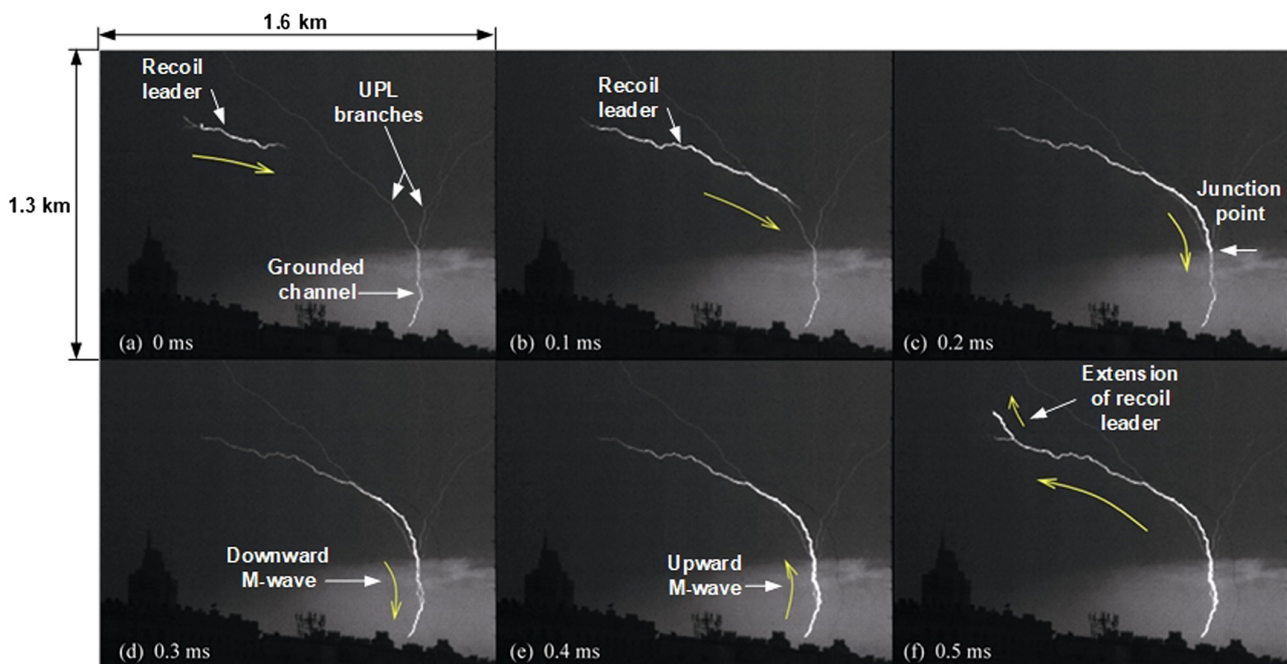 1.6 km
1.3 km
Recoil
leader
UPL
branches
Grounded
channel
(a) 0 ms
Recoil
leader
(b) 0.1 ms
Junction
point
(c) 0.2 ms
Downward
M-wave
(d) 0.3 ms
Upward
M-wave
(e) 0.4 ms
Extension
of recoil
leader
(f) 0.5 ms